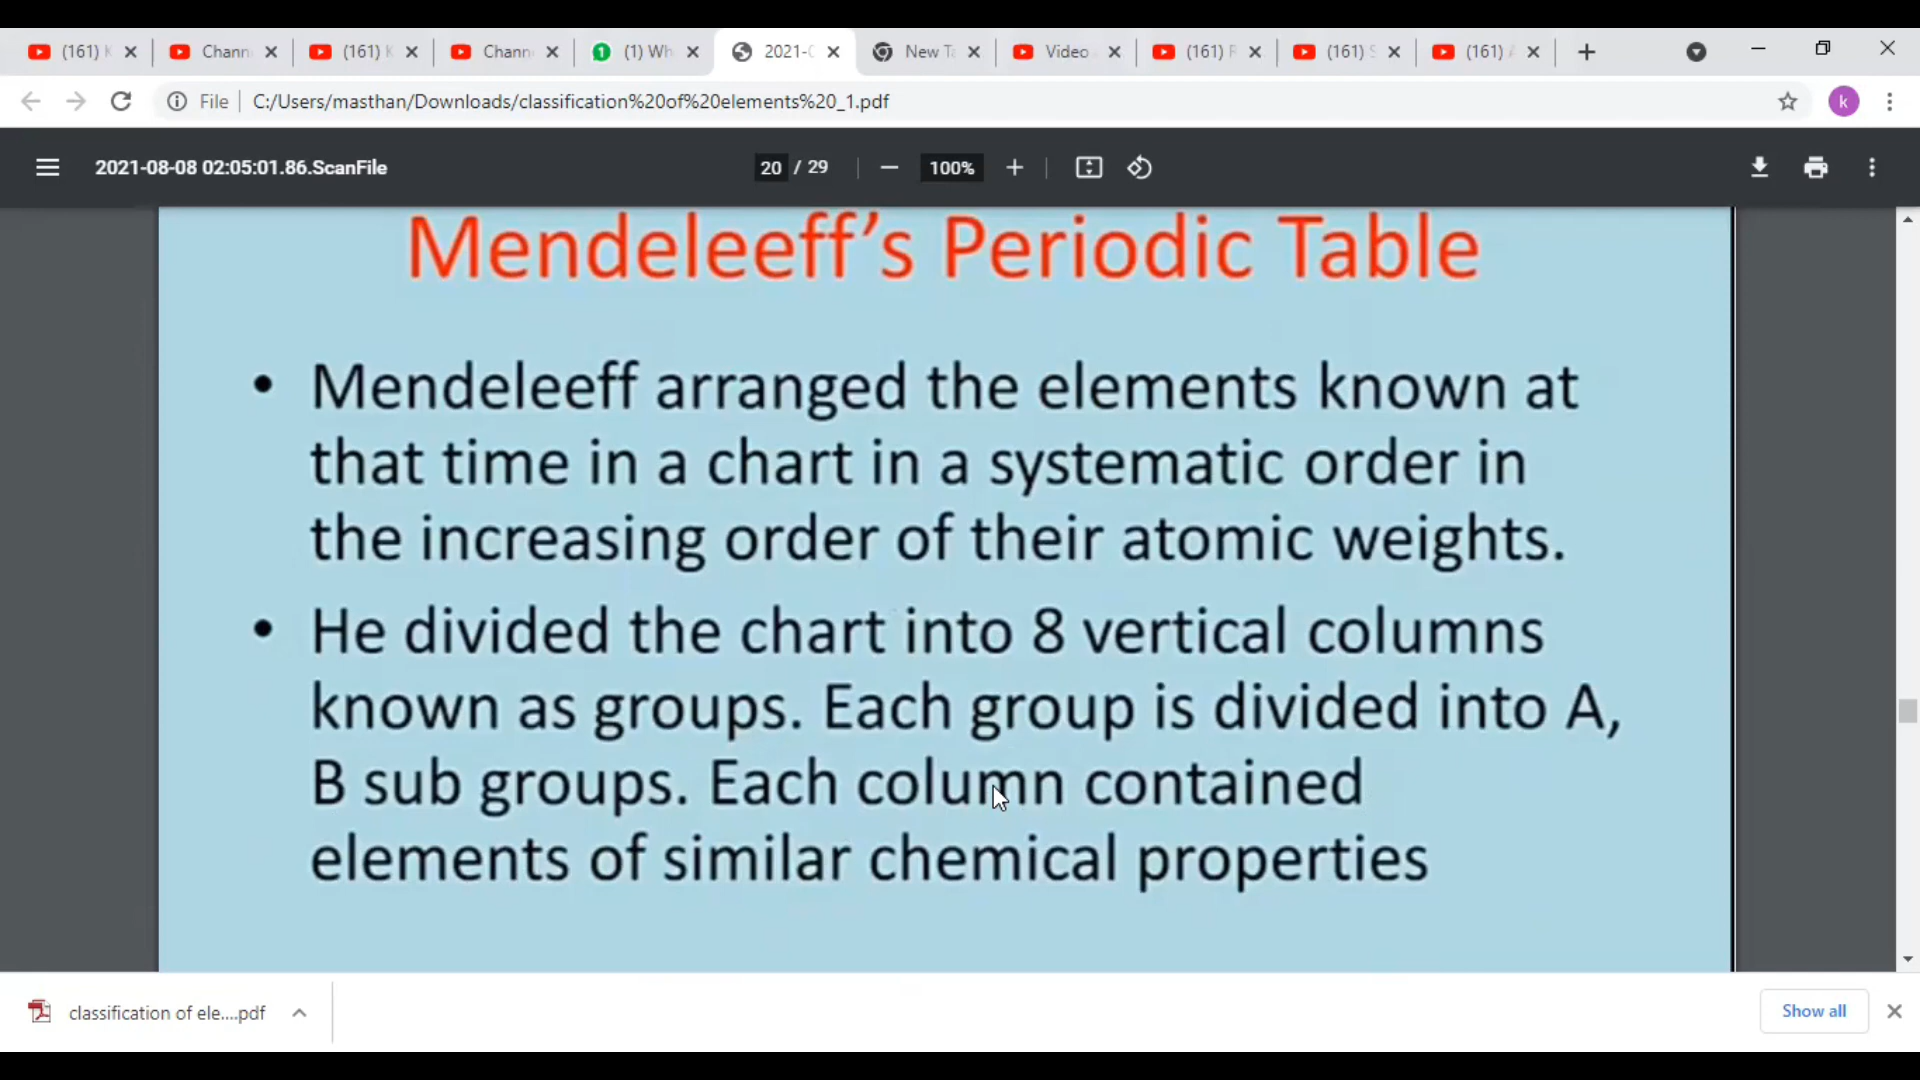 (161) K
Chann
(161) K
Chann
(1) Wh
2021-0
New Ta
Video
(161) F
(161) S
(161)
File
C:/Users/masthan/Downloads/classification%20of%20elements%20_1.pdf
k
2021-08-08 02:05:01.86.ScanFile
20 / 29
100%
Mendeleeff’s Periodic Table
• Mendeleeff arranged the elements known at
that time in a chart in a systematic order in
the increasing order of their atomic weights.
• He divided the chart into 8 vertical columns
known as groups. Each group is divided into A,
B sub groups. Each column contained
elements of similar chemical properties
classification of ele....pdf
Show all